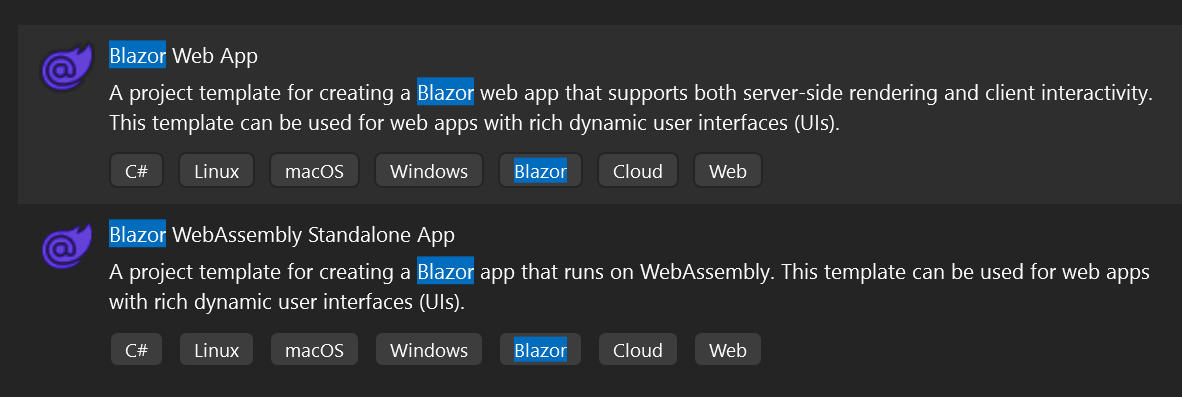 Blazor Web App
A project template for creating a Blazor web app that supports both server-side rendering and client interactivity.
This template can be used for web apps with rich dynamic user interfaces (UIs).
C# Linux macOS Windows Blazor Cloud Web
Blazor WebAssembly Standalone App
A project template for creating a Blazor app that runs on WebAssembly. This template can be used for web apps
with rich dynamic user interfaces (UIs).
C# Linux macOS Windows Blazor Cloud Web